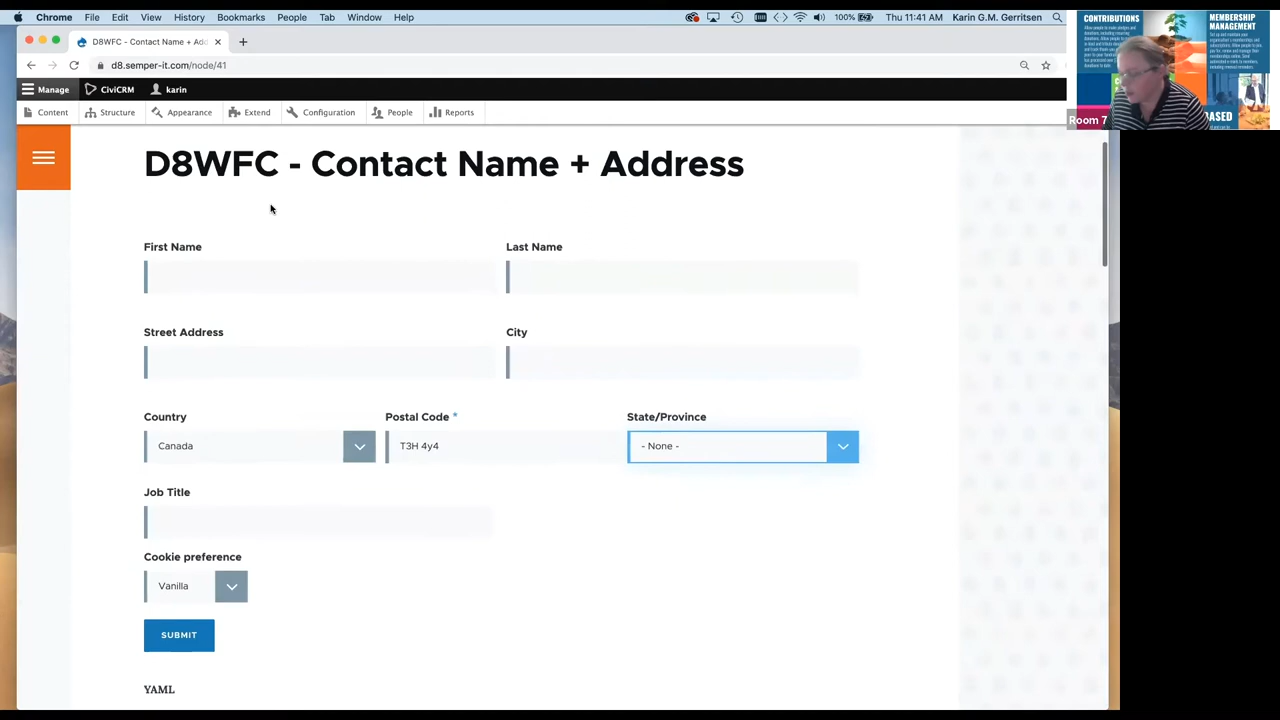 Chrome File Edit View History Bookmarks People Tab Window Help 100% Thu 11:41 AM Karin G.M. Gerritsen
D8WFC - Contact Name + Add
d8.semper-it.com/node/41
Manage CiviCRM karin
Content Structure Appearance Extend Configuration People Reports
CONTRIBUTIONS
MEMBERSHIP
MANAGEMENT
Room 7
D8WFC - Contact Name + Address
First Name Last Name
Street Address City
Country Postal Code * State/Province
Canada T3H 4y4 - None -
Job Title
Cookie preference
Vanilla
SUBMIT
YAML